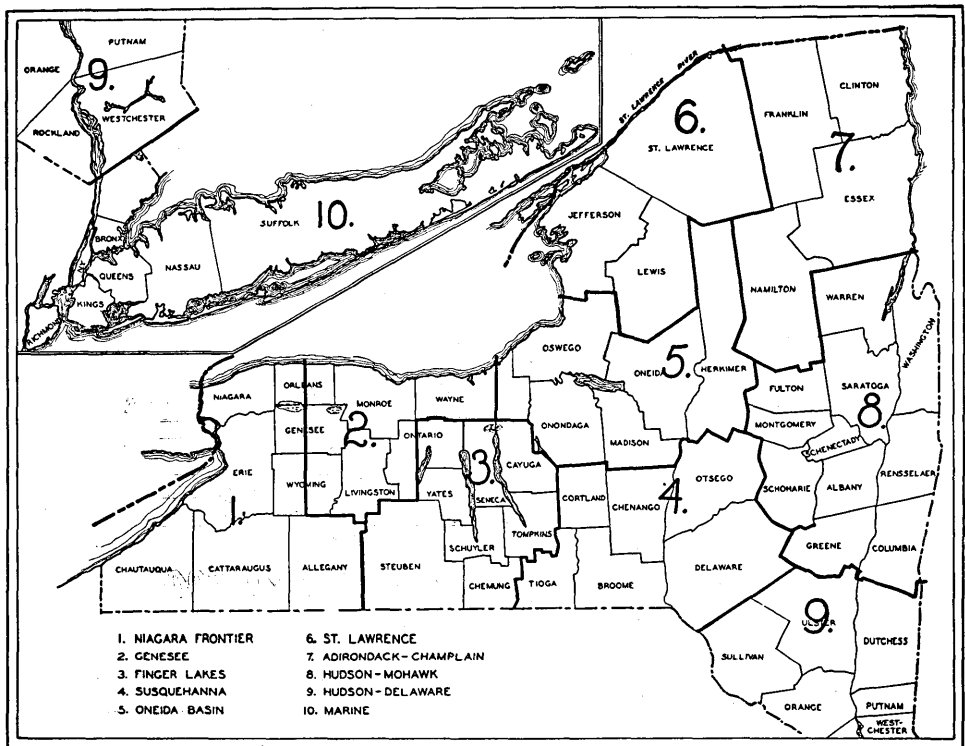 PUTNAM
ORANGE
9.
WESTCHESTER
ROCKLAND
BRONX
N.Y.
QUEENS
KINGS
RICHMOND
NASSAU
SUFFOLK
10.
ST. LAWRENCE RIVER
6.
ST. LAWRENCE
FRANKLIN
CLINTON
7.
ESSEX
JEFFERSON
LEWIS
HAMILTON
WARREN
WASHINGTON
OSWEGO
5.
ONEIDA
HERKIMER
FULTON
SARATOGA
8.
MONTGOMERY
SCHENECTADY
NIAGARA
ORLEANS
MONROE
WAYNE
GENESEE
2.
ONTARIO
ONONDAGA
MADISON
ERIE
WYOMING
LIVINGSTON
3.
CAYUGA
YATES
SENECA
CORTLAND
CHENANGO
4.
OTSEGO
SCHOHARIE
ALBANY
RENSSELAER
1
TOMPKINS
SCHUYLER
GREENE
COLUMBIA
CHAUTAUQUA
CATTARAUGUS
ALLEGANY
STEUBEN
CHEMUNG
TIOGA
BROOME
DELAWARE
9.
ULSTER
SULLIVAN
DUTCHESS
ORANGE
PUTNAM
WEST-
CHESTER
1. NIAGARA FRONTIER
2. GENESEE
3. FINGER LAKES
4. SUSQUEHANNA
5. ONEIDA BASIN
6. ST. LAWRENCE
7. ADIRONDACK-CHAMPLAIN
8. HUDSON-MOHAWK
9. HUDSON-DELAWARE
10. MARINE